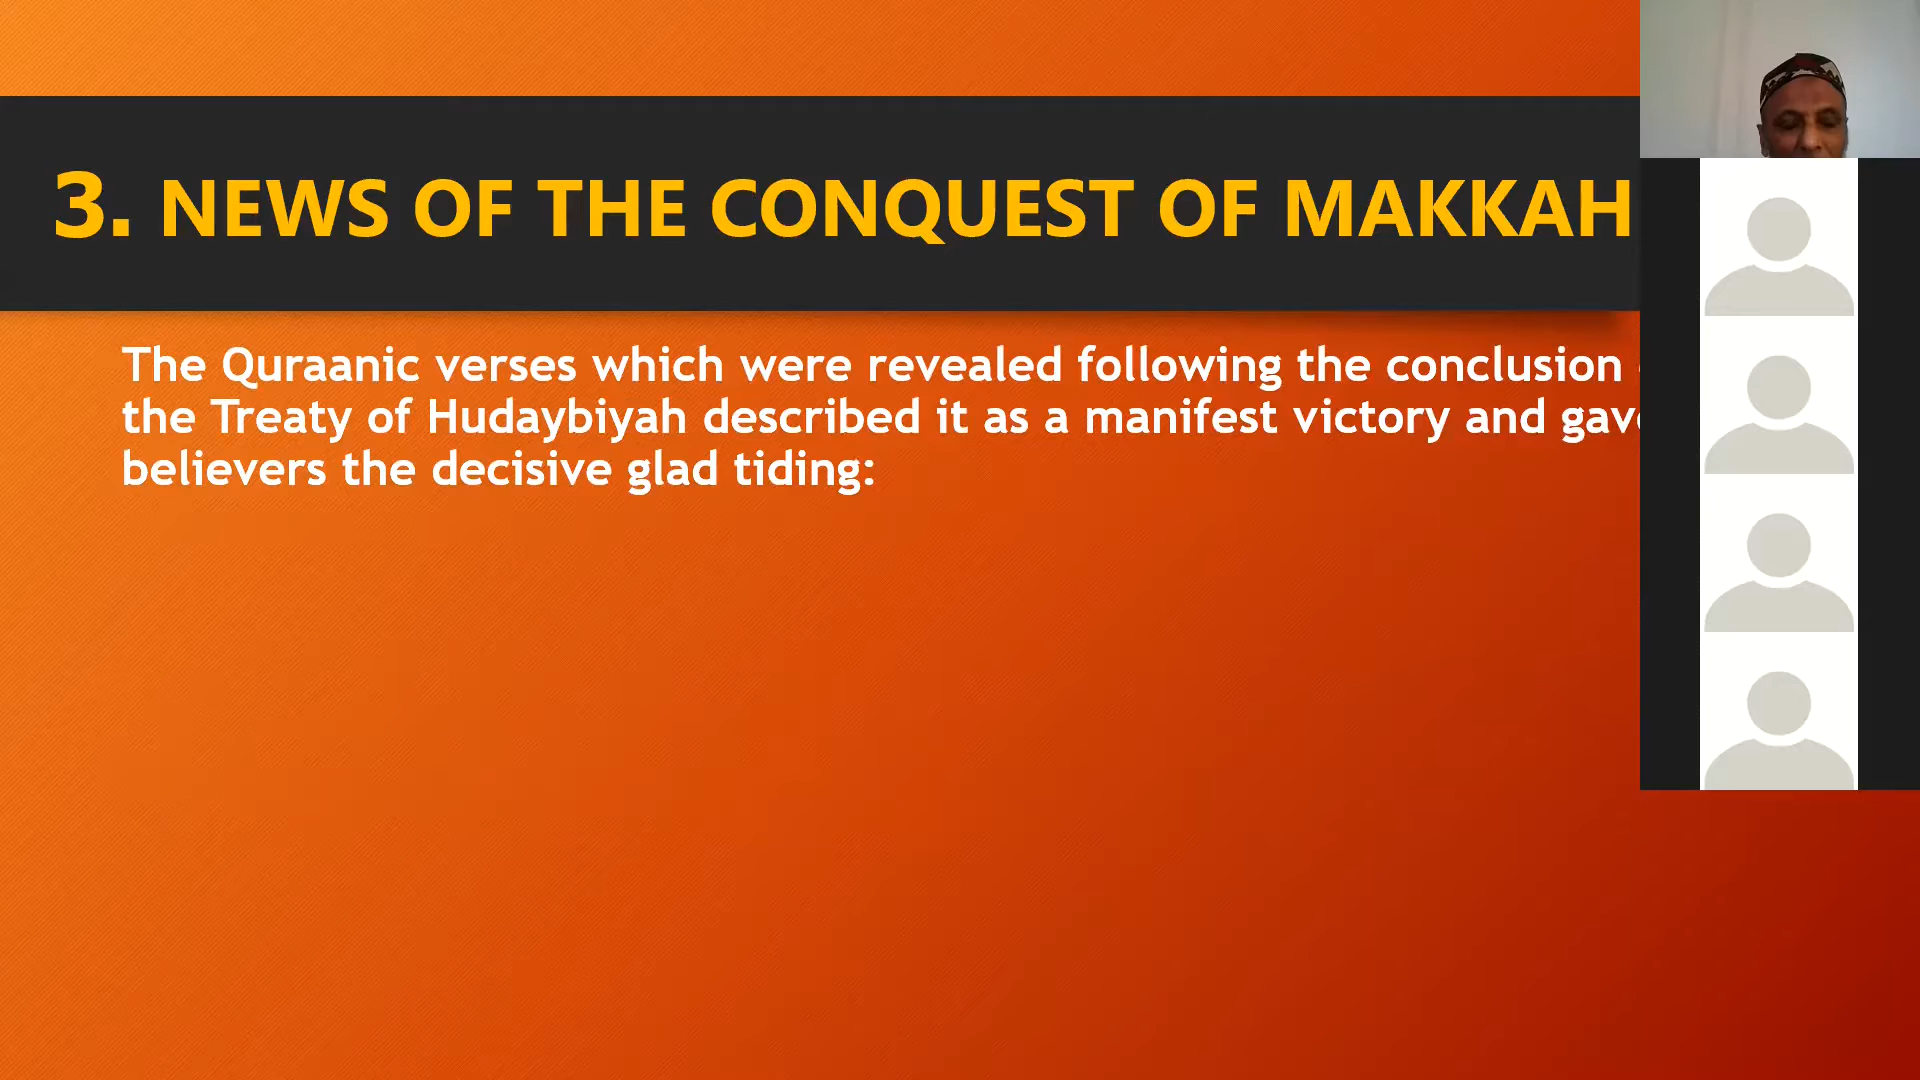 3. NEWS OF THE CONQUEST OF MAKKAH
The Quraanic verses which were revealed following the conclusion
the Treaty of Hudaybiyah described it as a manifest victory and
believers the decisive glad tiding: